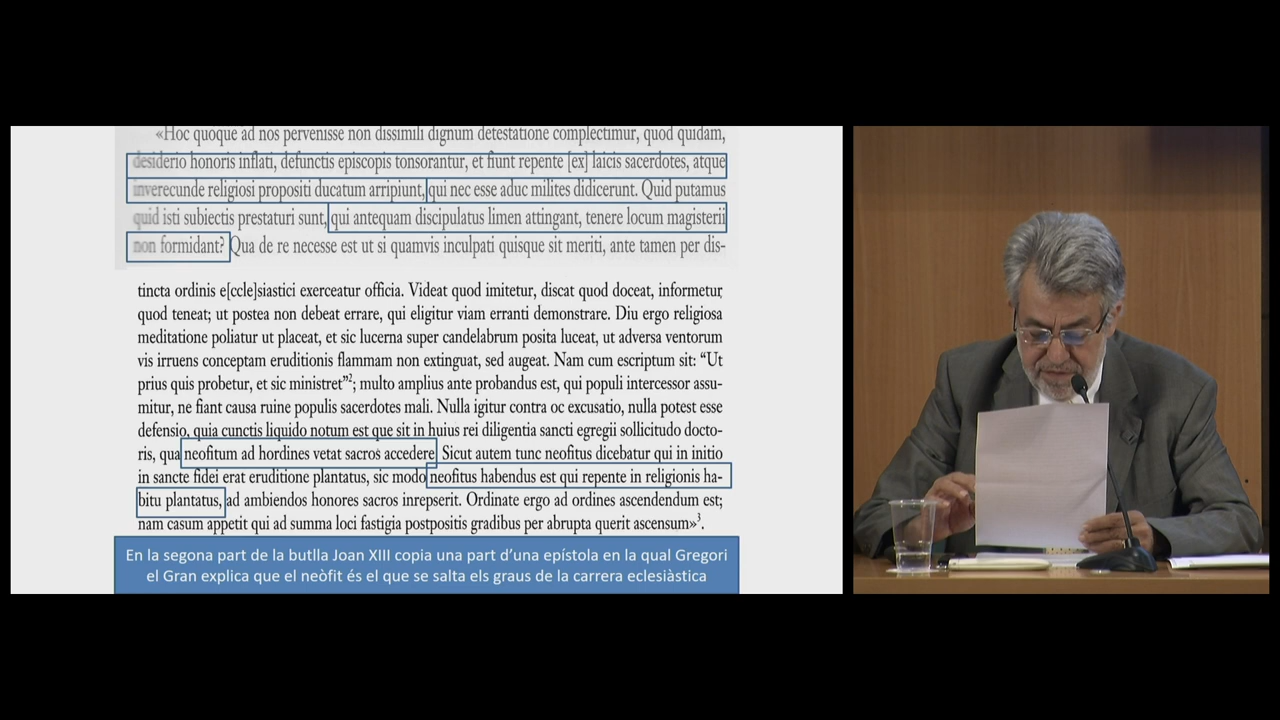 «Hoc quoque ad nos pervenisse non dissimili dignum detestatione complectimur, quod quidam,
desiderio honoris inflati, defunctis episcopis tonsorantur, et fiunt repente [ex] laicis sacerdotes, atque
inverecunde religiosi propositi ducatum arripiunt, qui nec esse aduc milites didicerunt. Quid putamus
quid isti subiectis prestaturi sunt, qui antequam discipulatus limen attingant, tenere locum magisterii
non formidant? Qua de re necesse est ut si quamvis inculpati quisque sit meriti, ante tamen per dis-
tincta ordinis e[ccle]siastici exerceatur officia. Videat quod imitetur, discat quod doceat, informetur
quod teneat; ut postea non debeat errare, qui eligitur viam erranti demonstrare. Diu ergo religiosa
meditatione poliatur ut placeat, et sic lucerna super candelabrum posita luceat, ut adversa ventorum
vis irruens conceptam eruditionis flammam non extinguat, sed augeat. Nam cum escriptum sit: “Ut
prius quis probetur, et sic ministret”2; multo amplius ante probandus est, qui populi intercessor assu-
mitur, ne fiant causa ruine populis sacerdotes mali. Nulla igitur contra oc excusatio, nulla potest esse
defensio, quia cunctis liquido notum est que sit in huius rei diligentia sancti egregii sollicitudo docto-
ris, qua neofitum ad hordines vetat sacros accedere. Sicut autem tunc neofitus dicebatur qui in initio
in sancte fidei erat eruditione plantatus, sic modo neofitus habendus est qui repente in religionis ha-
bitu plantatus, ad ambiendos honores sacros inrepserit. Ordinate ergo ad ordines ascendendum est;
nam casum appetit qui ad summa loci fastigia postpositis gradibus per abrupta querit ascensum»3.
En la segona part de la butlla Joan XIII copia una part d’una epístola en la qual Gregori
el Gran explica que el neòfit és el que se salta els graus de la carrera eclesiàstica